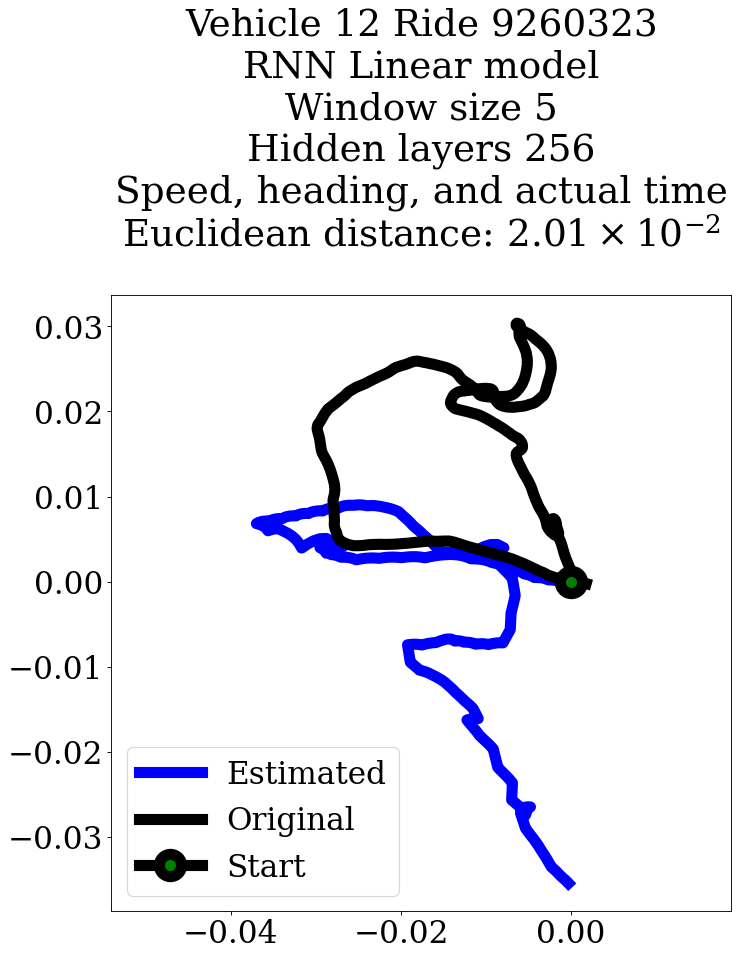 Vehicle 12 Ride 9260323
RNN Linear model
Window size 5
Hidden layers 256
Speed, heading, and actual time
Euclidean distance: 2.01 × 10⁻²
0.03
0.02
0.01
0.00
−0.01
−0.02
−0.03
Estimated
Original
Start
−0.04
−0.02
0.00